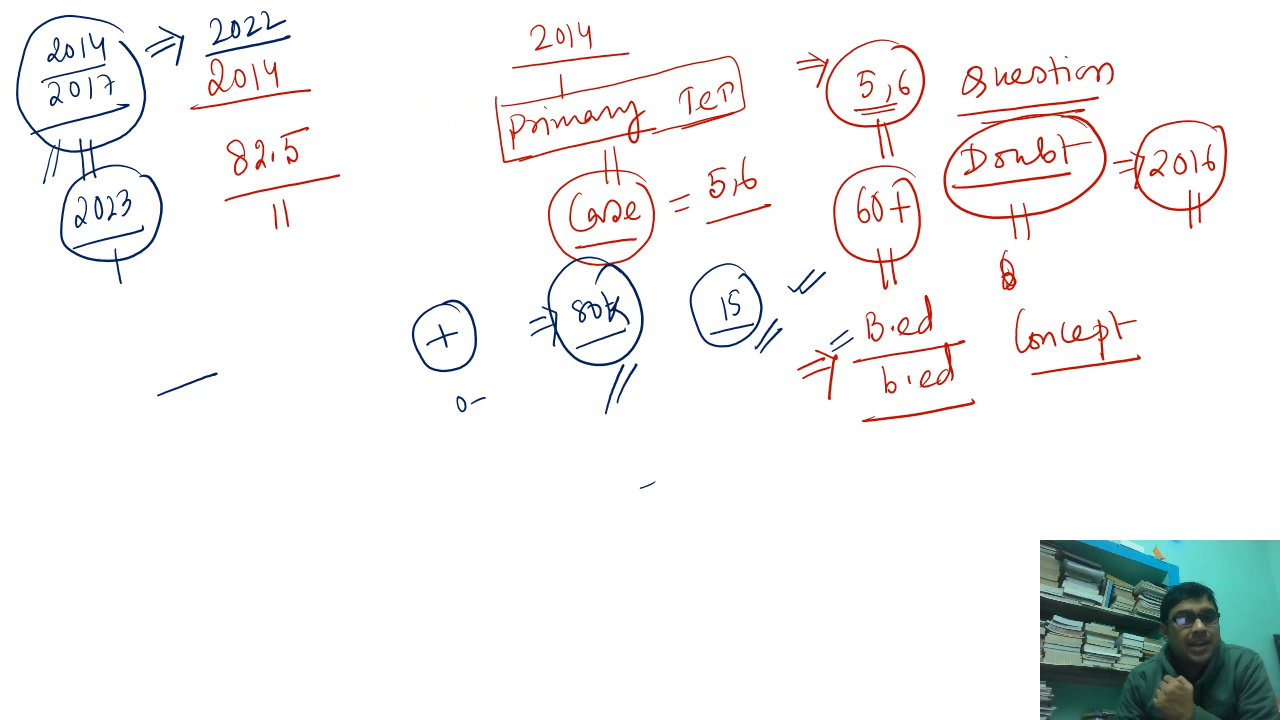 2014
2017
⇒ 2022
2014
82.5
2023
2014
Primary TET
Case = 5,6
⇒ 5,6
60+
Question
Doubt ⇒ 2016
+
⇒ 80K
15
= B.ed
⇒ b.ed
Concept
0-